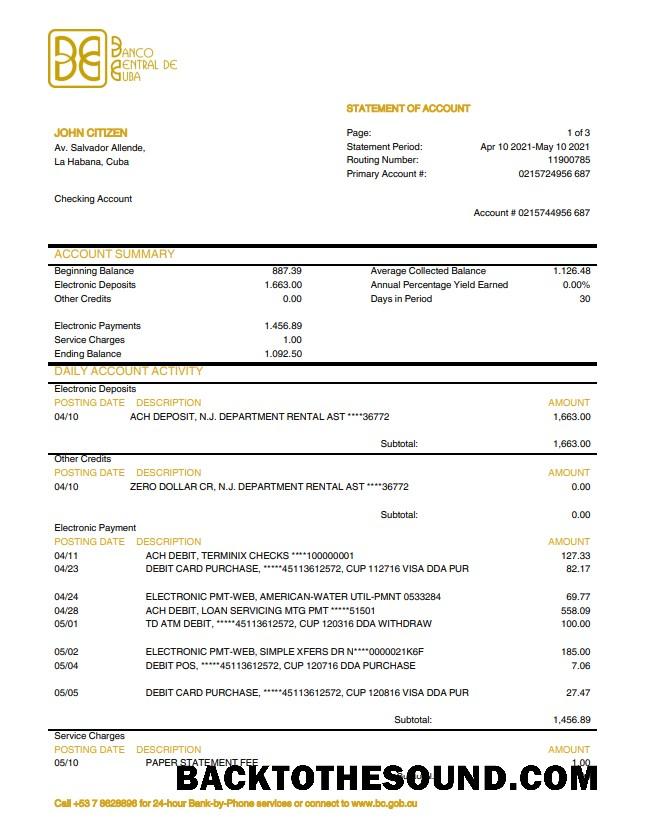 BANCO
CENTRAL DE
CUBA
STATEMENT OF ACCOUNT
JOHN CITIZEN
Av. Salvador Allende,
La Habana, Cuba
Page: 1 of 3
Statement Period: Apr 10 2021-May 10 2021
Routing Number: 11900785
Primary Account #: 0215724956 687
Checking Account
Account # 0215744956 687
ACCOUNT SUMMARY
Beginning Balance 887.39 Average Collected Balance 1.126.48
Electronic Deposits 1.663.00 Annual Percentage Yield Earned 0.00%
Other Credits 0.00 Days in Period 30
Electronic Payments 1.456.89
Service Charges 1.00
Ending Balance 1.092.50
DAILY ACCOUNT ACTIVITY
Electronic Deposits
POSTING DATE DESCRIPTION AMOUNT
04/10 ACH DEPOSIT, N.J. DEPARTMENT RENTAL AST ****36772 1,663.00
Subtotal: 1,663.00
Other Credits
POSTING DATE DESCRIPTION AMOUNT
04/10 ZERO DOLLAR CR, N.J. DEPARTMENT RENTAL AST ****36772 0.00
Subtotal: 0.00
Electronic Payment
POSTING DATE DESCRIPTION AMOUNT
04/11 ACH DEBIT, TERMINIX CHECKS ****100000001 127.33
04/23 DEBIT CARD PURCHASE, *****45113612572, CUP 112716 VISA DDA PUR 82.17
04/24 ELECTRONIC PMT-WEB, AMERICAN-WATER UTIL-PMNT 0533284 69.77
04/28 ACH DEBIT, LOAN SERVICING MTG PMT *****51501 558.09
05/01 TD ATM DEBIT, *****45113612572, CUP 120316 DDA WITHDRAW 100.00
05/02 ELECTRONIC PMT-WEB, SIMPLE XFERS DR N****0000021K6F 185.00
05/04 DEBIT POS, *****45113612572, CUP 120716 DDA PURCHASE 7.06
05/05 DEBIT CARD PURCHASE, *****45113612572, CUP 120816 VISA DDA PUR 27.47
Subtotal: 1,456.89
Service Charges
POSTING DATE DESCRIPTION AMOUNT
05/10 PAPER STATEMENT FEE 1.00
BACKTOTHESOUND.COM
Call +53 7 8628896 for 24-hour Bank-by-Phone services or connect to www.bc.gob.cu